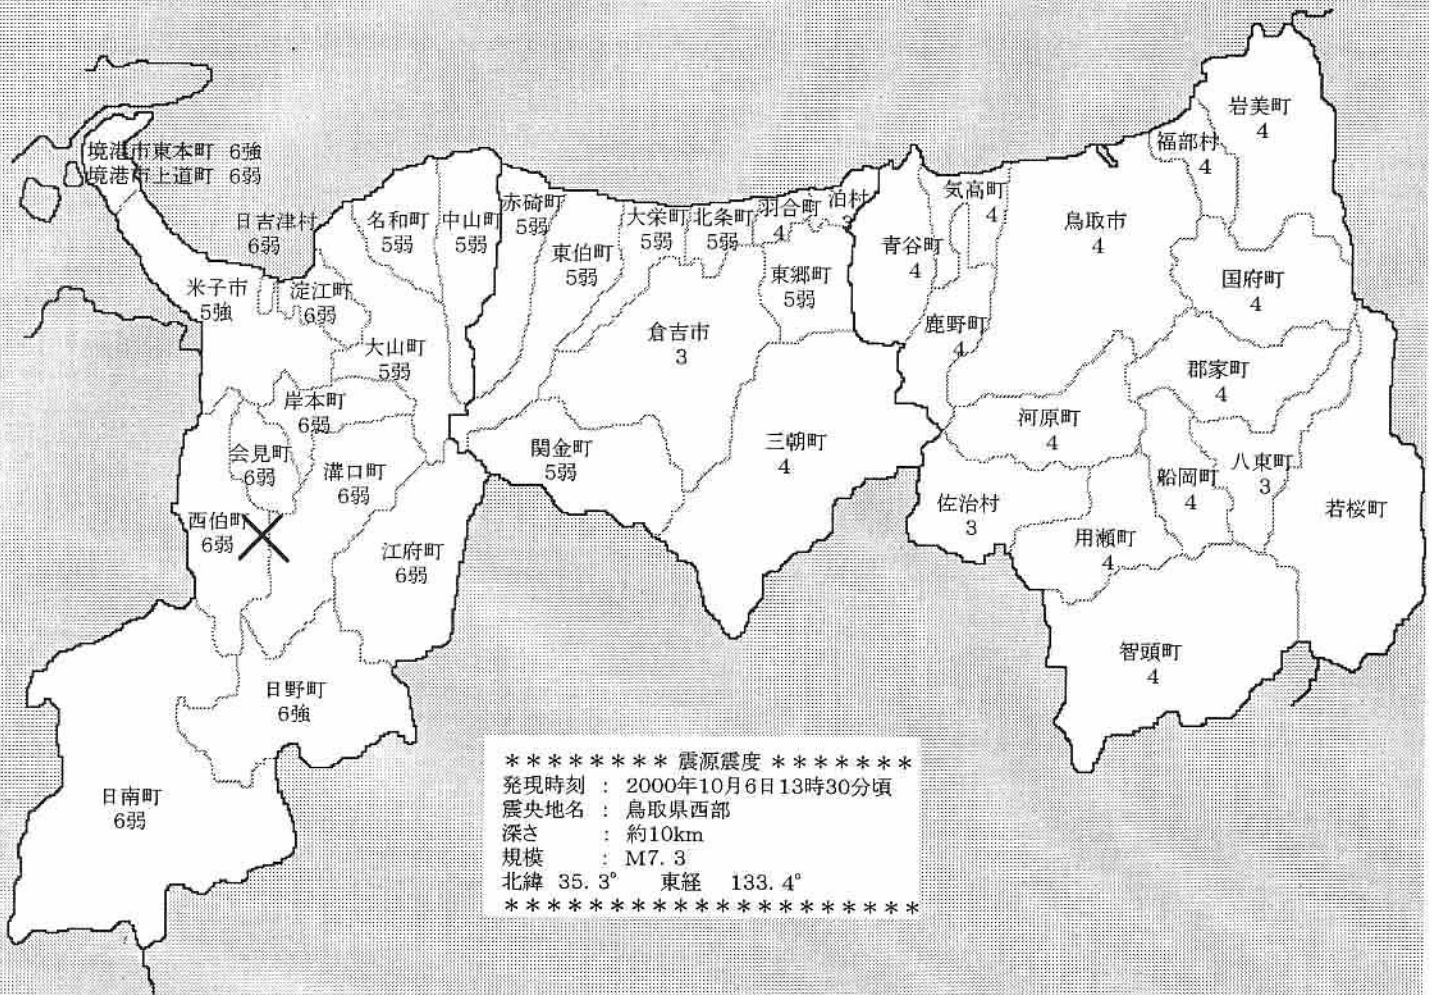 岩美町
4
福部村
4
境港市東本町 6強
境港市上道町 6弱
日吉津村
6弱
名和町
5弱
中山町
5弱
赤碕町
5弱
東伯町
5弱
大栄町
5弱
北条町
5弱
羽合町
4
泊村
3
青谷町
4
気高町
4
鳥取市
4
国府町
4
米子市
5強
淀江町
6弱
大山町
5弱
東郷町
5弱
倉吉市
3
鹿野町
4
郡家町
4
岸本町
6弱
会見町
6弱
溝口町
6弱
関金町
5弱
三朝町
4
河原町
4
佐治村
3
船岡町
4
八東町
3
若桜町
用瀬町
4
西伯町
6弱
江府町
6弱
智頭町
4
日野町
6強
日南町
6弱
******** 震源震度 *******
発現時刻 : 2000年10月6日13時30分頃
震央地名 : 鳥取県西部
深さ : 約10km
規模 : M7.3
北緯 35.3° 東経 133.4°
********************